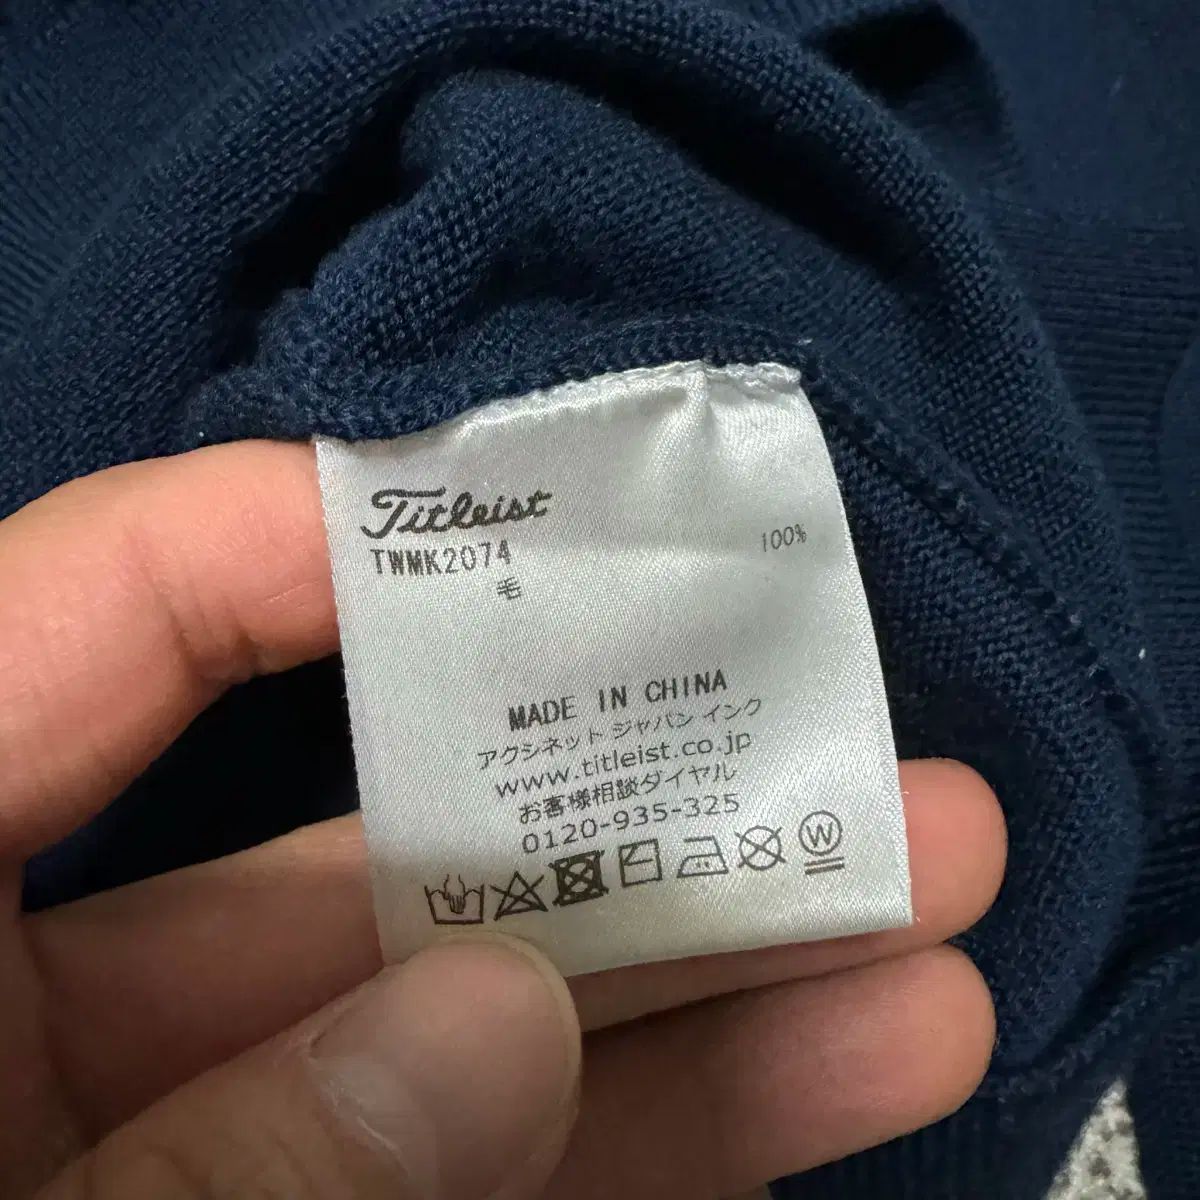 Titleist
TWMK2074
毛 100%
MADE IN CHINA
アクシネット ジャパン インク
www.titleist.co.jp
お客様相談ダイヤル
0120-935-325
W